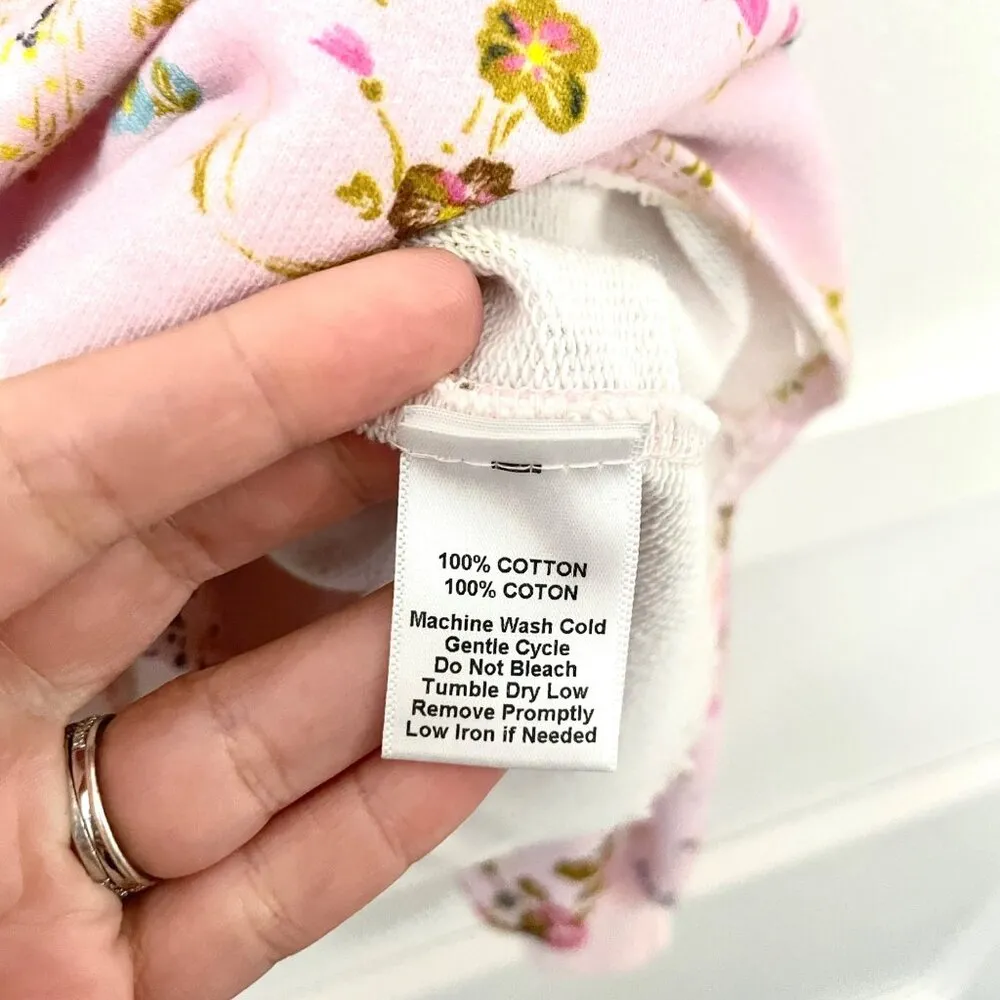 100% COTTON
100% COTON
Machine Wash Cold
Gentle Cycle
Do Not Bleach
Tumble Dry Low
Remove Promptly
Low Iron if Needed